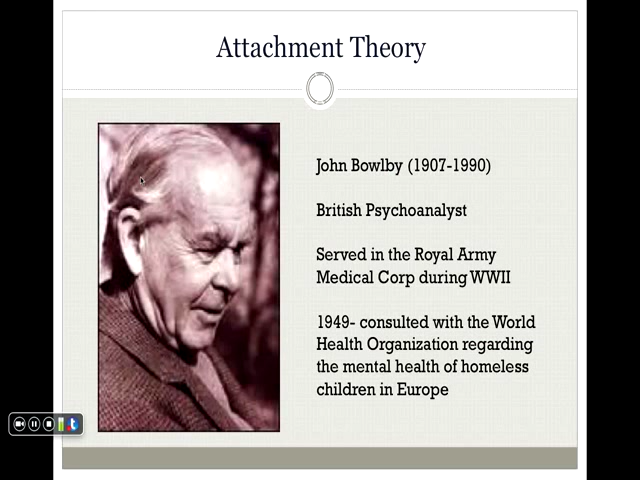 Attachment Theory
John Bowlby (1907-1990)
British Psychoanalyst
Served in the Royal Army
Medical Corp during WWII
1949- consulted with the World
Health Organization regarding
the mental health of homeless
children in Europe